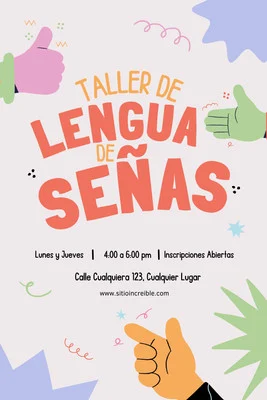 TALLER DE
LENGUA
DE
SEÑAS
Lunes y Jueves | 4:00 a 6:00 pm | Inscripciones Abiertas
Calle Cualquiera 123, Cualquier Lugar
www.sitioincreible.com